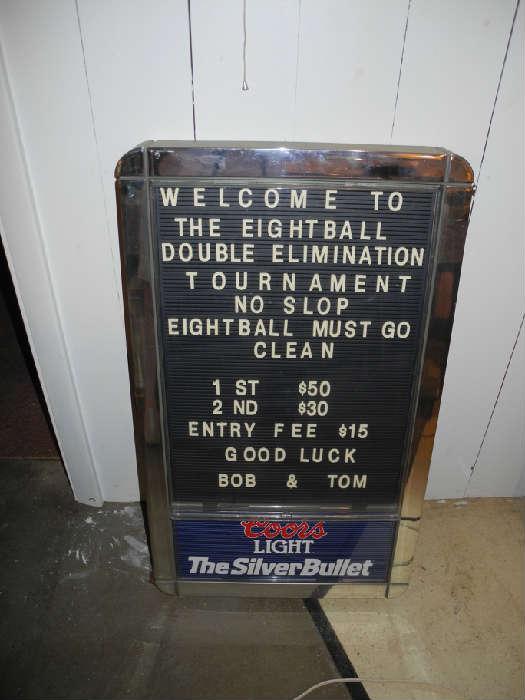 WELCOME TO
THE EIGHTBALL
DOUBLE ELIMINATION
TOURNAMENT
NO SLOP
EIGHTBALL MUST GO
CLEAN
1 ST $50
2 ND $30
ENTRY FEE $15
GOOD LUCK
BOB & TOM
Coors
LIGHT
The Silver Bullet